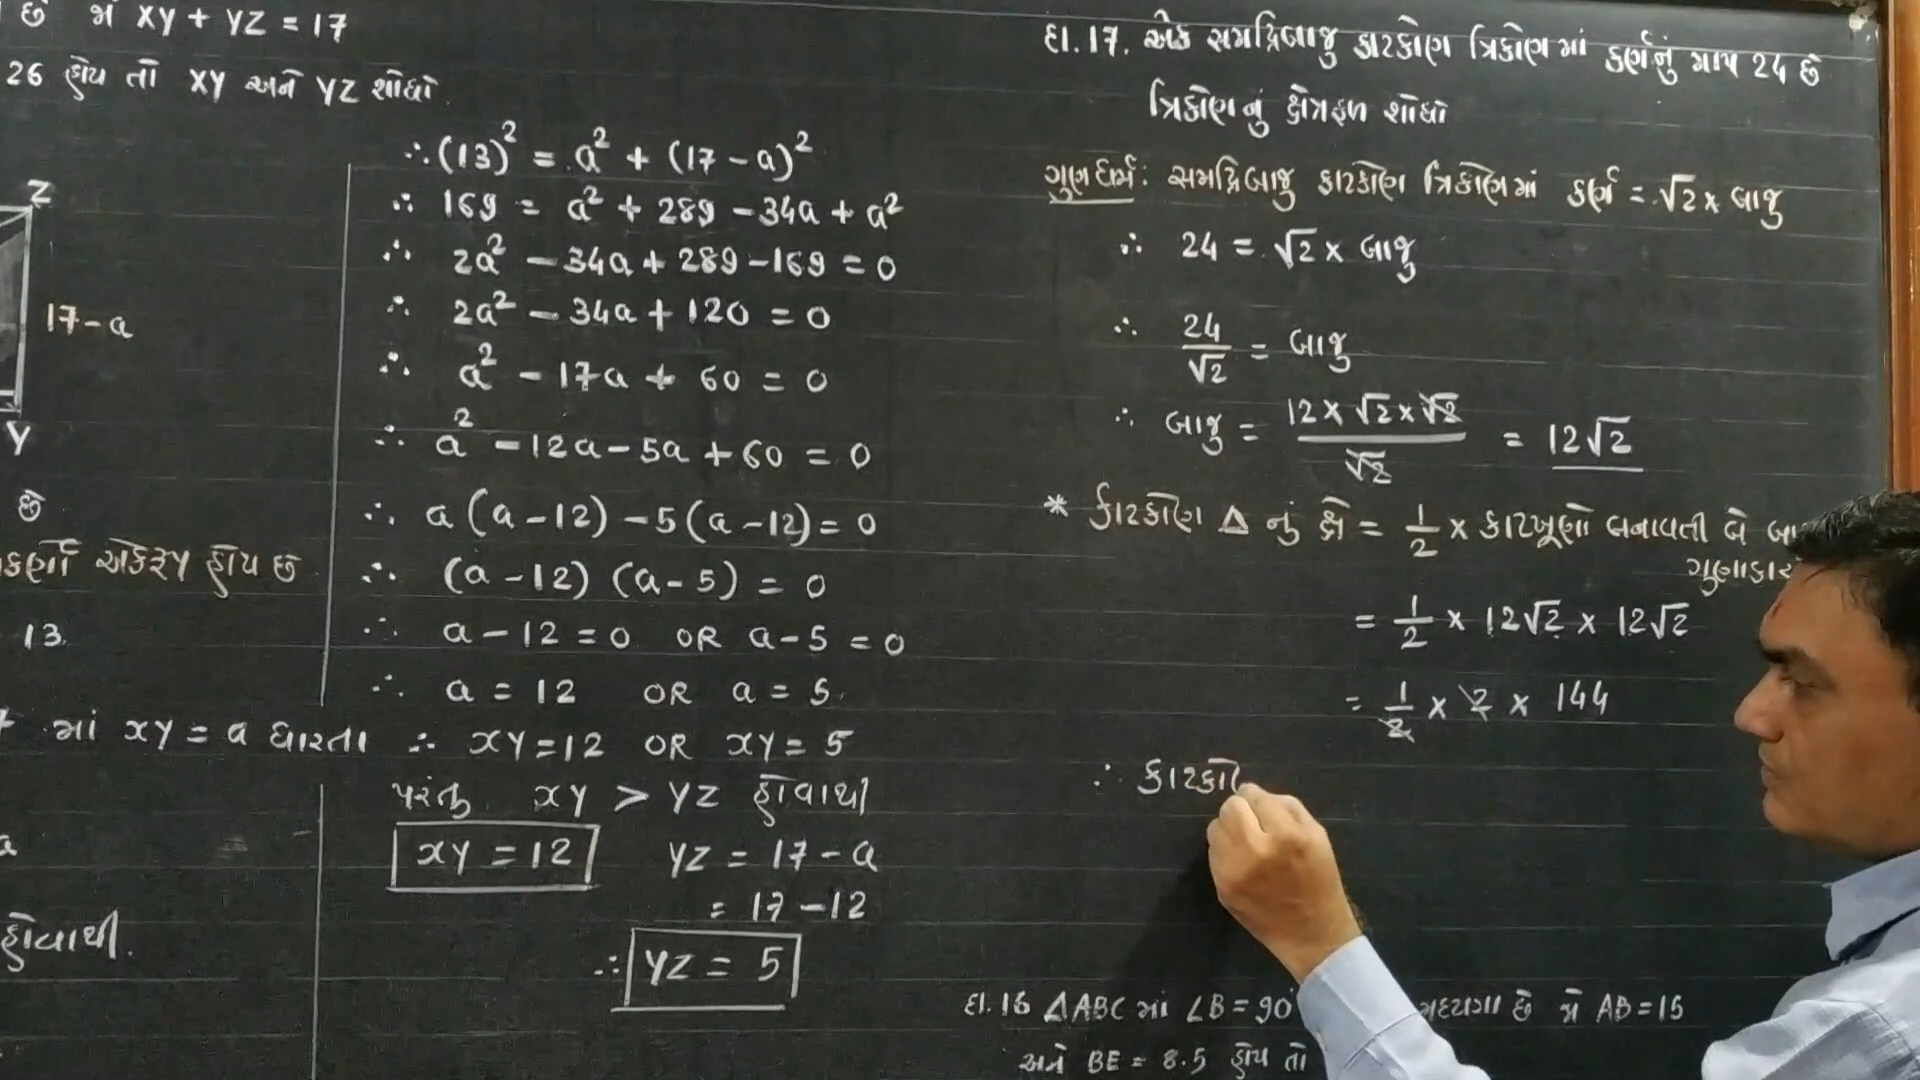 છે જો XY + YZ = 17
26 હોય તો XY અને YZ શોધો.
Z
17-a
Y
છે
કર્ણો એકરૂપ હોય છે
13
માં XY = a ધારતા
a
હોવાથી.
∴ (13)² = a² + (17 - a)²
∴ 169 = a² + 289 - 34a + a²
∴ 2a² - 34a + 289 - 169 = 0
∴ 2a² - 34a + 120 = 0
∴ a² - 17a + 60 = 0
∴ a² - 12a - 5a + 60 = 0
∴ a (a - 12) - 5 (a - 12) = 0
∴ (a - 12) (a - 5) = 0
∴ a - 12 = 0 OR a - 5 = 0
∴ a = 12 OR a = 5
∴ XY = 12 OR XY = 5
પરંતુ XY > YZ હોવાથી
XY = 12 YZ = 17 - a
= 17 - 12
∴ YZ = 5
દા.17. એક સમદ્વિબાજુ કાટકોણ ત્રિકોણમાં કર્ણનું માપ 24 છે
ત્રિકોણનું ક્ષેત્રફળ શોધો
ગુણધર્મ: સમદ્વિબાજુ કાટકોણ ત્રિકોણમાં કર્ણ = √2 × બાજુ
∴ 24 = √2 × બાજુ
∴ 24/√2 = બાજુ
∴ બાજુ = 12 × √2 × √2/√2 = 12√2
* કાટકોણ Δ નું ક્ષે = 1/2 × કાટખૂણો બનાવતી બે
ગુણાકાર
= 1/2 × 12√2 × 12√2
= 1/2 × 2 × 144
∴ કાટકો
દા.16 ΔABC માં ∠B = 90° મધ્યગા છે જો AB = 15
અને BE = 8.5 હોય તો